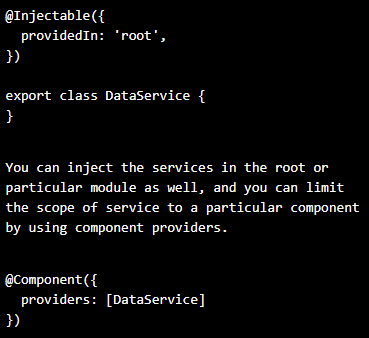 @Injectable({
  providedIn: 'root',
})
export class DataService {
}
You can inject the services in the root or
particular module as well, and you can limit
the scope of service to a particular component
by using component providers.
@Component({
  providers: [DataService]
})